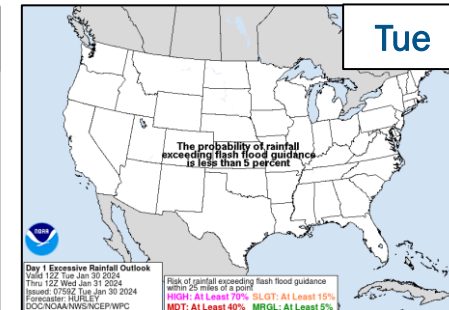 Tue
The probability of rainfall
exceeding flash flood guidance
is less than 5 percent
NOAA
Day 1 Excessive Rainfall Outlook
Valid 12Z Tue Jan 30 2024
Thru 12Z Wed Jan 31 2024
Issued: 0759Z Tue Jan 30 2024
Forecaster: HURLEY
DOC/NOAA/NWS/NCEP/WPC
Risk of rainfall exceeding flash flood guidance
within 25 miles of a point
HIGH: At Least 70% SLGT: At Least 15%
MDT: At Least 40% MRGL: At Least 5%